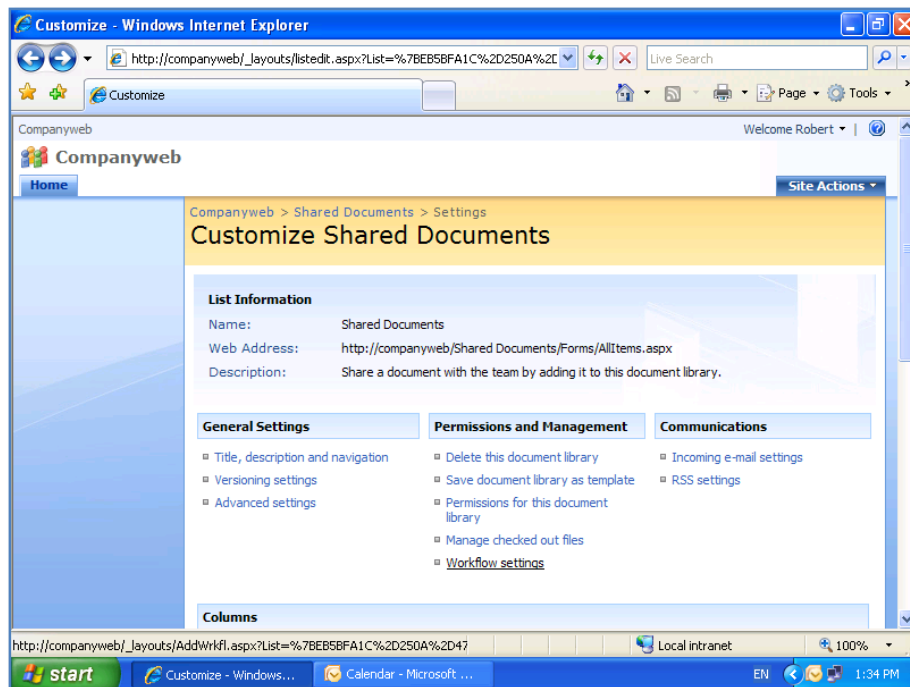 Customize - Windows Internet Explorer
http://companyweb/_layouts/listedit.aspx?List=%7BEB5BFA1C%2D250A%2
Live Search
Customize
Page
Tools
Companyweb
Welcome Robert
Companyweb
Home
Site Actions
Companyweb > Shared Documents > Settings
Customize Shared Documents
List Information
Name: Shared Documents
Web Address: http://companyweb/Shared Documents/Forms/AllItems.aspx
Description: Share a document with the team by adding it to this document library.
General Settings
Title, description and navigation
Versioning settings
Advanced settings
Permissions and Management
Delete this document library
Save document library as template
Permissions for this document
library
Manage checked out files
Workflow settings
Communications
Incoming e-mail settings
RSS settings
Columns
http://companyweb/_layouts/AddWrkfl.aspx?List=%7BEB5BFA1C%2D250A%2D47
Local intranet
100%
start
Customize - Windows...
Calendar - Microsoft ...
EN
1:34 PM